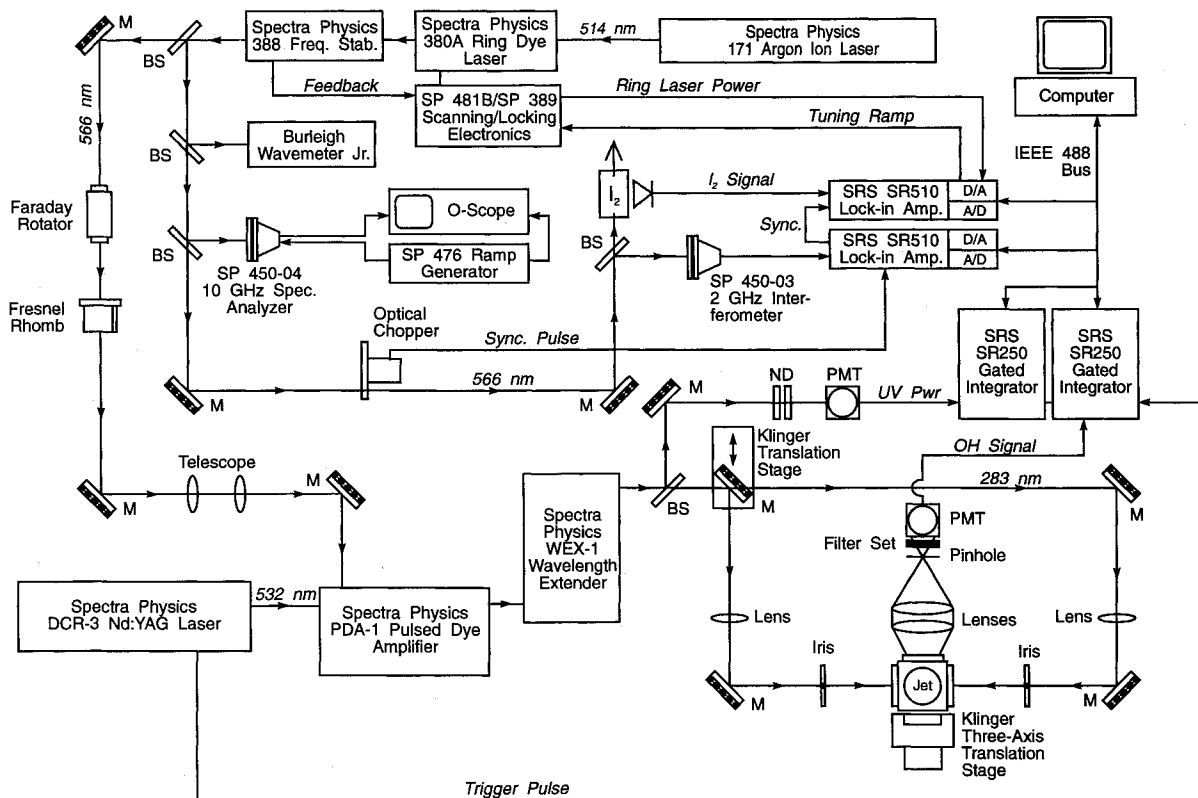 M
BS
Spectra Physics
388 Freq. Stab.
Spectra Physics
380A Ring Dye
Laser
514 nm
Spectra Physics
171 Argon Ion Laser
Feedback
SP 481B/SP 389
Scanning/Locking
Electronics
Ring Laser Power
Tuning Ramp
Computer
IEEE 488
Bus
566 nm
BS
Burleigh
Wavemeter Jr.
Faraday
Rotator
BS
O-Scope
SP 476 Ramp
Generator
SP 450-04
10 GHz Spec.
Analyzer
I2
I2 Signal
SRS SR510
Lock-in Amp.
D/A
A/D
Sync.
SRS SR510
Lock-in Amp.
D/A
A/D
BS
SP 450-03
2 GHz Inter-
ferometer
Fresnel
Rhomb
Optical
Chopper
Sync. Pulse
566 nm
M
M
SRS
SR250
Gated
Integrator
SRS
SR250
Gated
Integrator
M
ND
PMT
UV Pwr
Klinger
Translation
Stage
OH Signal
283 nm
BS
M
M
Telescope
M
M
Spectra
Physics
WEX-1
Wavelength
Extender
PMT
Filter Set
Pinhole
Spectra Physics
DCR-3 Nd:YAG Laser
532 nm
Spectra Physics
PDA-1 Pulsed Dye
Amplifier
Lens
Lenses
Lens
Iris
Iris
Jet
M
M
Klinger
Three-Axis
Translation
Stage
Trigger Pulse